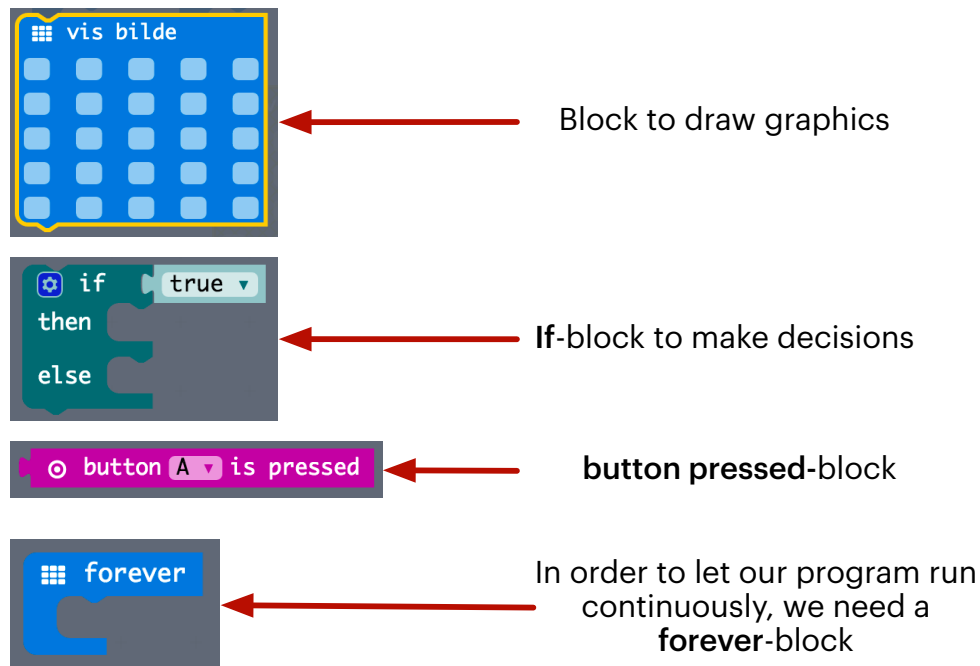 vis bilde
Block to draw graphics
if true
then
else
If-block to make decisions
button A is pressed
button pressed-block
forever
In order to let our program run
continuously, we need a
forever-block